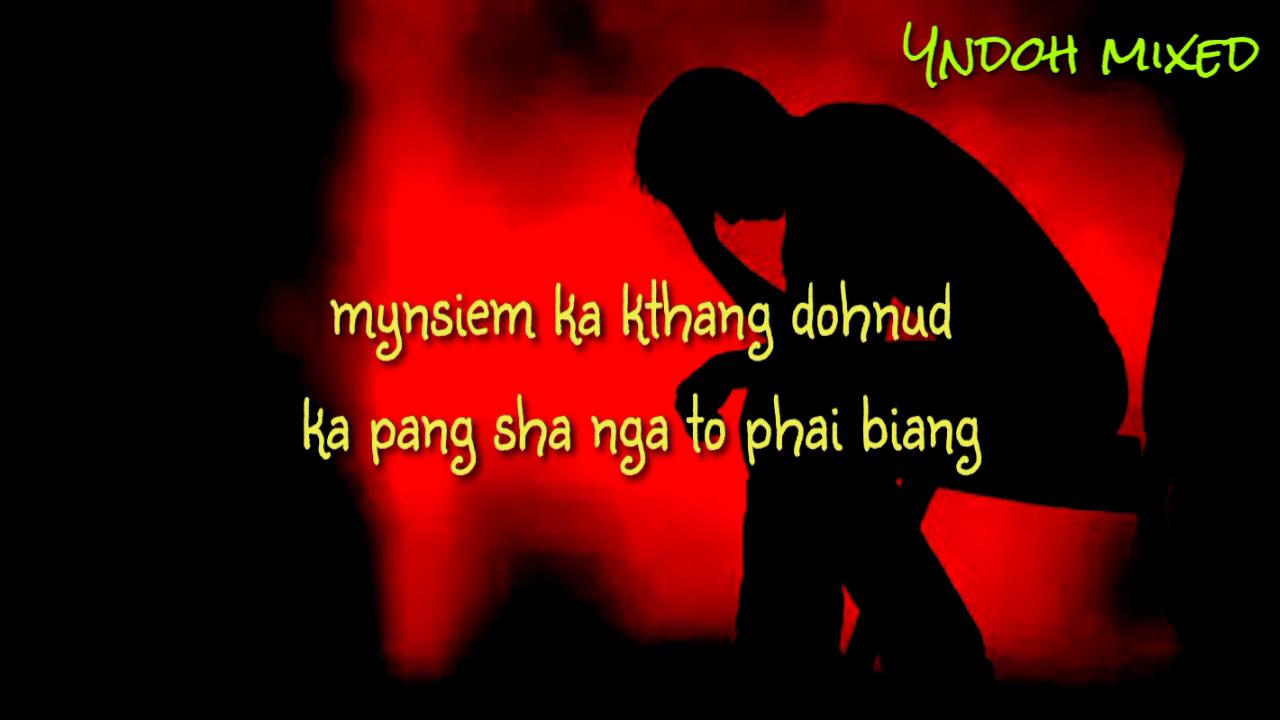 Yndoh mixed
mynsiem ka kthang dohnud
ka pang sha nga to phai biang